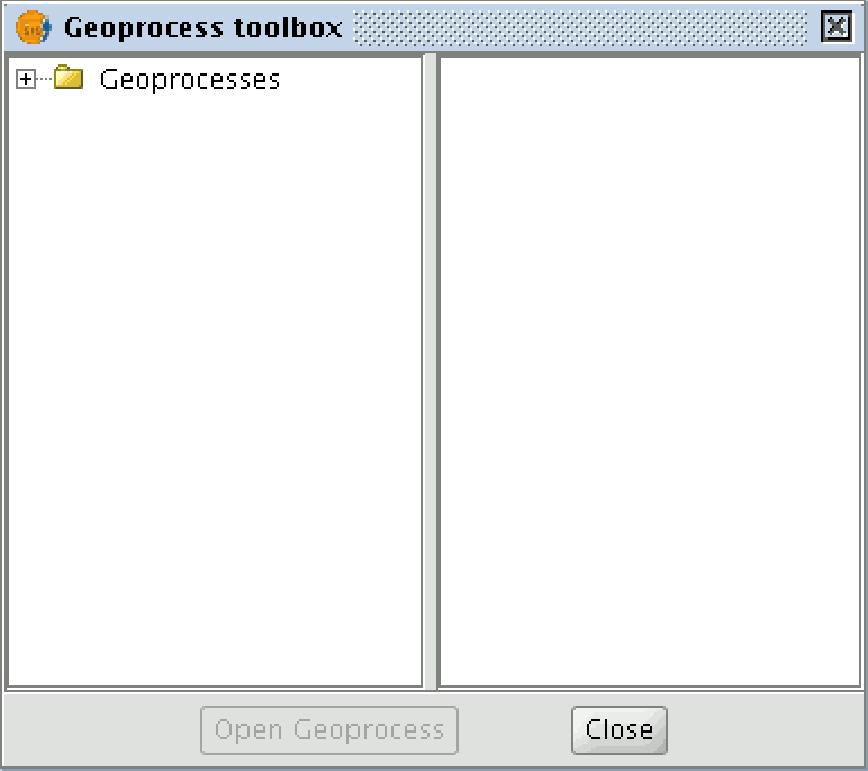 Geoprocess toolbox
Geoprocesses
Open Geoprocess
Close